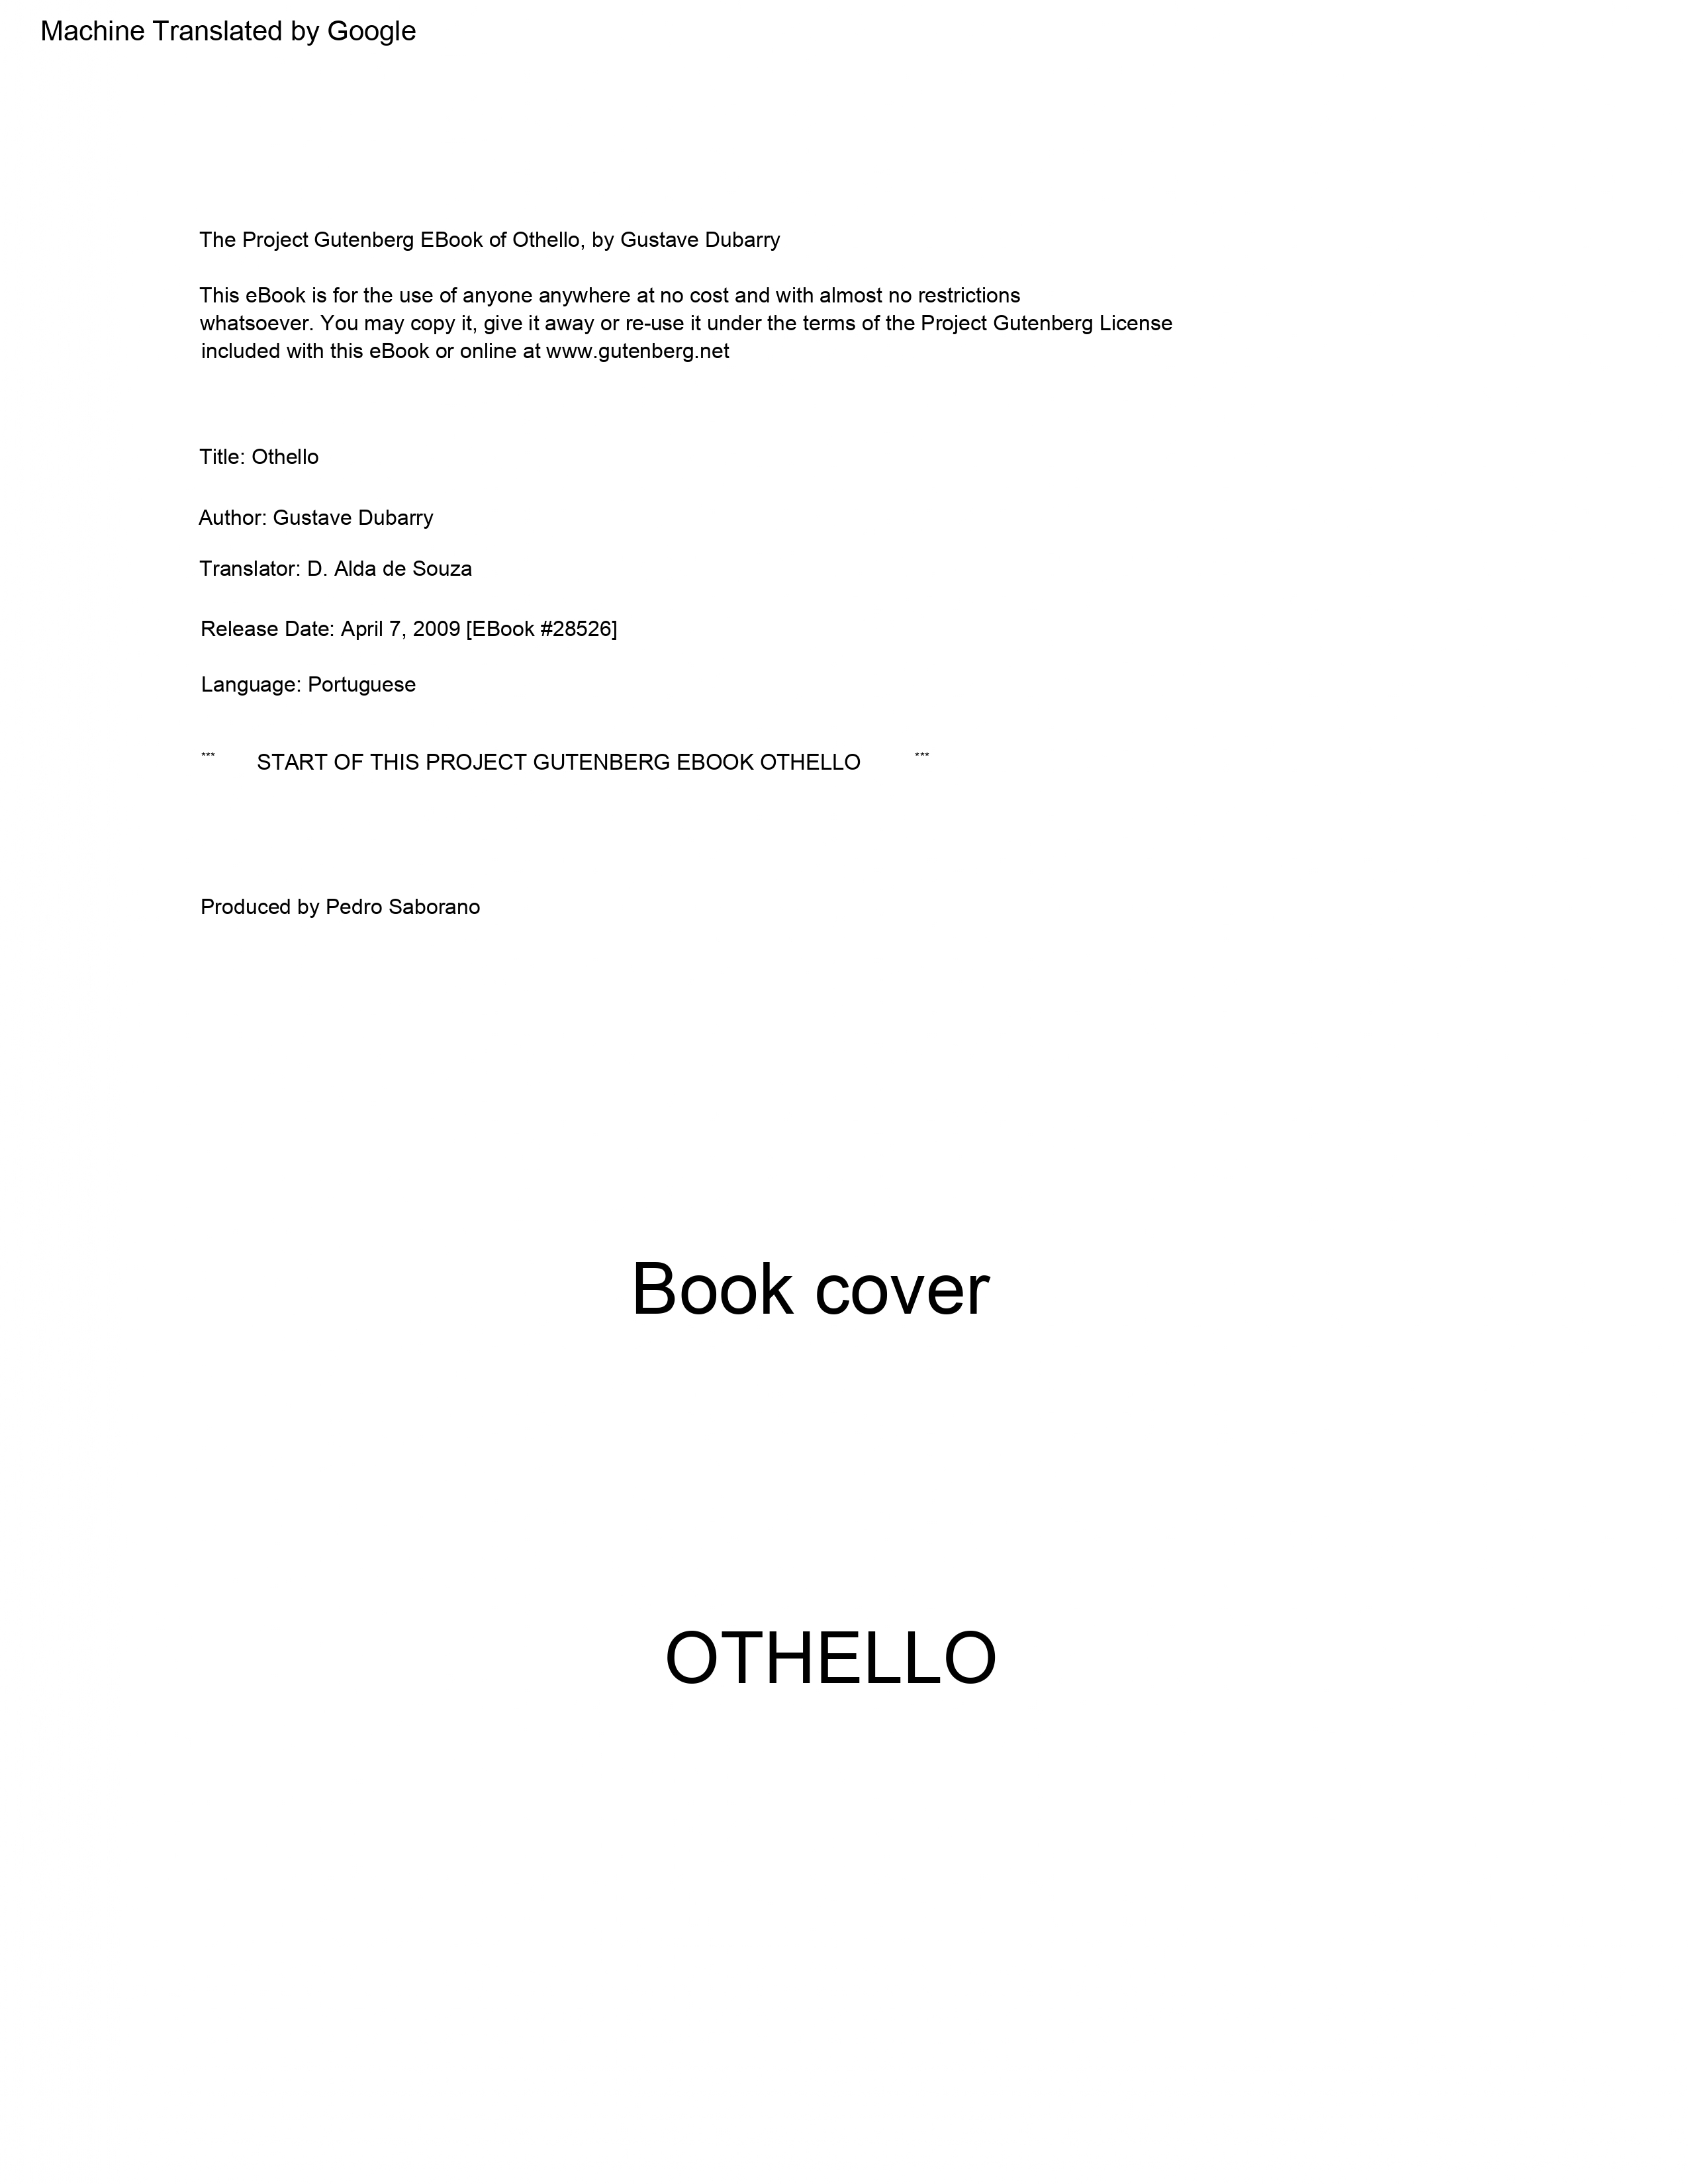 Machine Translated by Google
The Project Gutenberg EBook of Othello, by Gustave Dubarry
This eBook is for the use of anyone anywhere at no cost and with almost no restrictions
whatsoever. You may copy it, give it away or re-use it under the terms of the Project Gutenberg License
included with this eBook or online at www.gutenberg.net
Title: Othello
Author: Gustave Dubarry
Translator: D. Alda de Souza
Release Date: April 7, 2009 [EBook #28526]
Language: Portuguese
*** START OF THIS PROJECT GUTENBERG EBOOK OTHELLO ***
Produced by Pedro Saborano
Book cover
OTHELLO